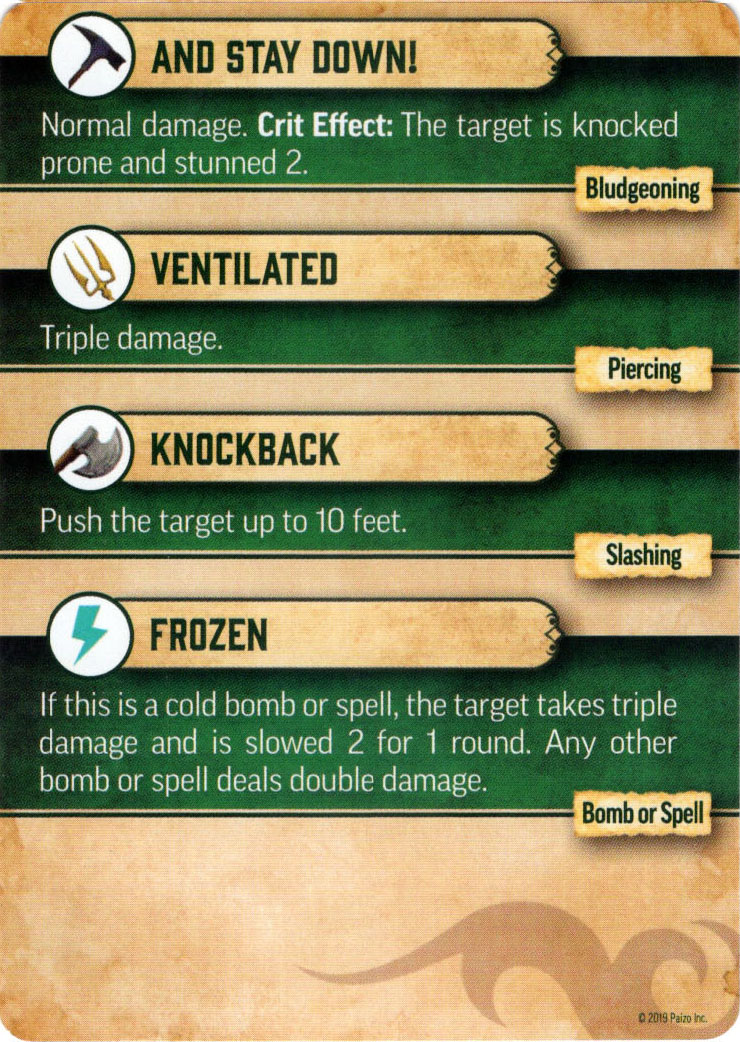 AND STAY DOWN!
Normal damage. Crit Effect: The target is knocked
prone and stunned 2.
Bludgeoning
VENTILATED
Triple damage.
Piercing
KNOCKBACK
Push the target up to 10 feet.
Slashing
FROZEN
If this is a cold bomb or spell, the target takes triple
damage and is slowed 2 for 1 round. Any other
bomb or spell deals double damage.
Bomb or Spell
© 2019 Paizo Inc.